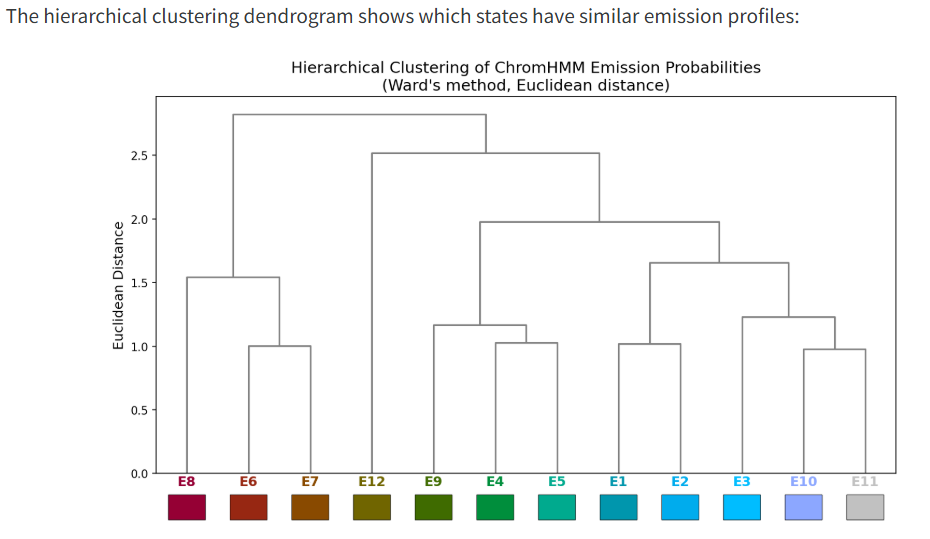 The hierarchical clustering dendrogram shows which states have similar emission profiles:
Hierarchical Clustering of ChromHMM Emission Probabilities
(Ward's method, Euclidean distance)
Euclidean Distance
2.5
2.0
1.5
1.0
0.5
0.0
E8 E6 E7 E12 E9 E4 E5 E1 E2 E3 E10 E11